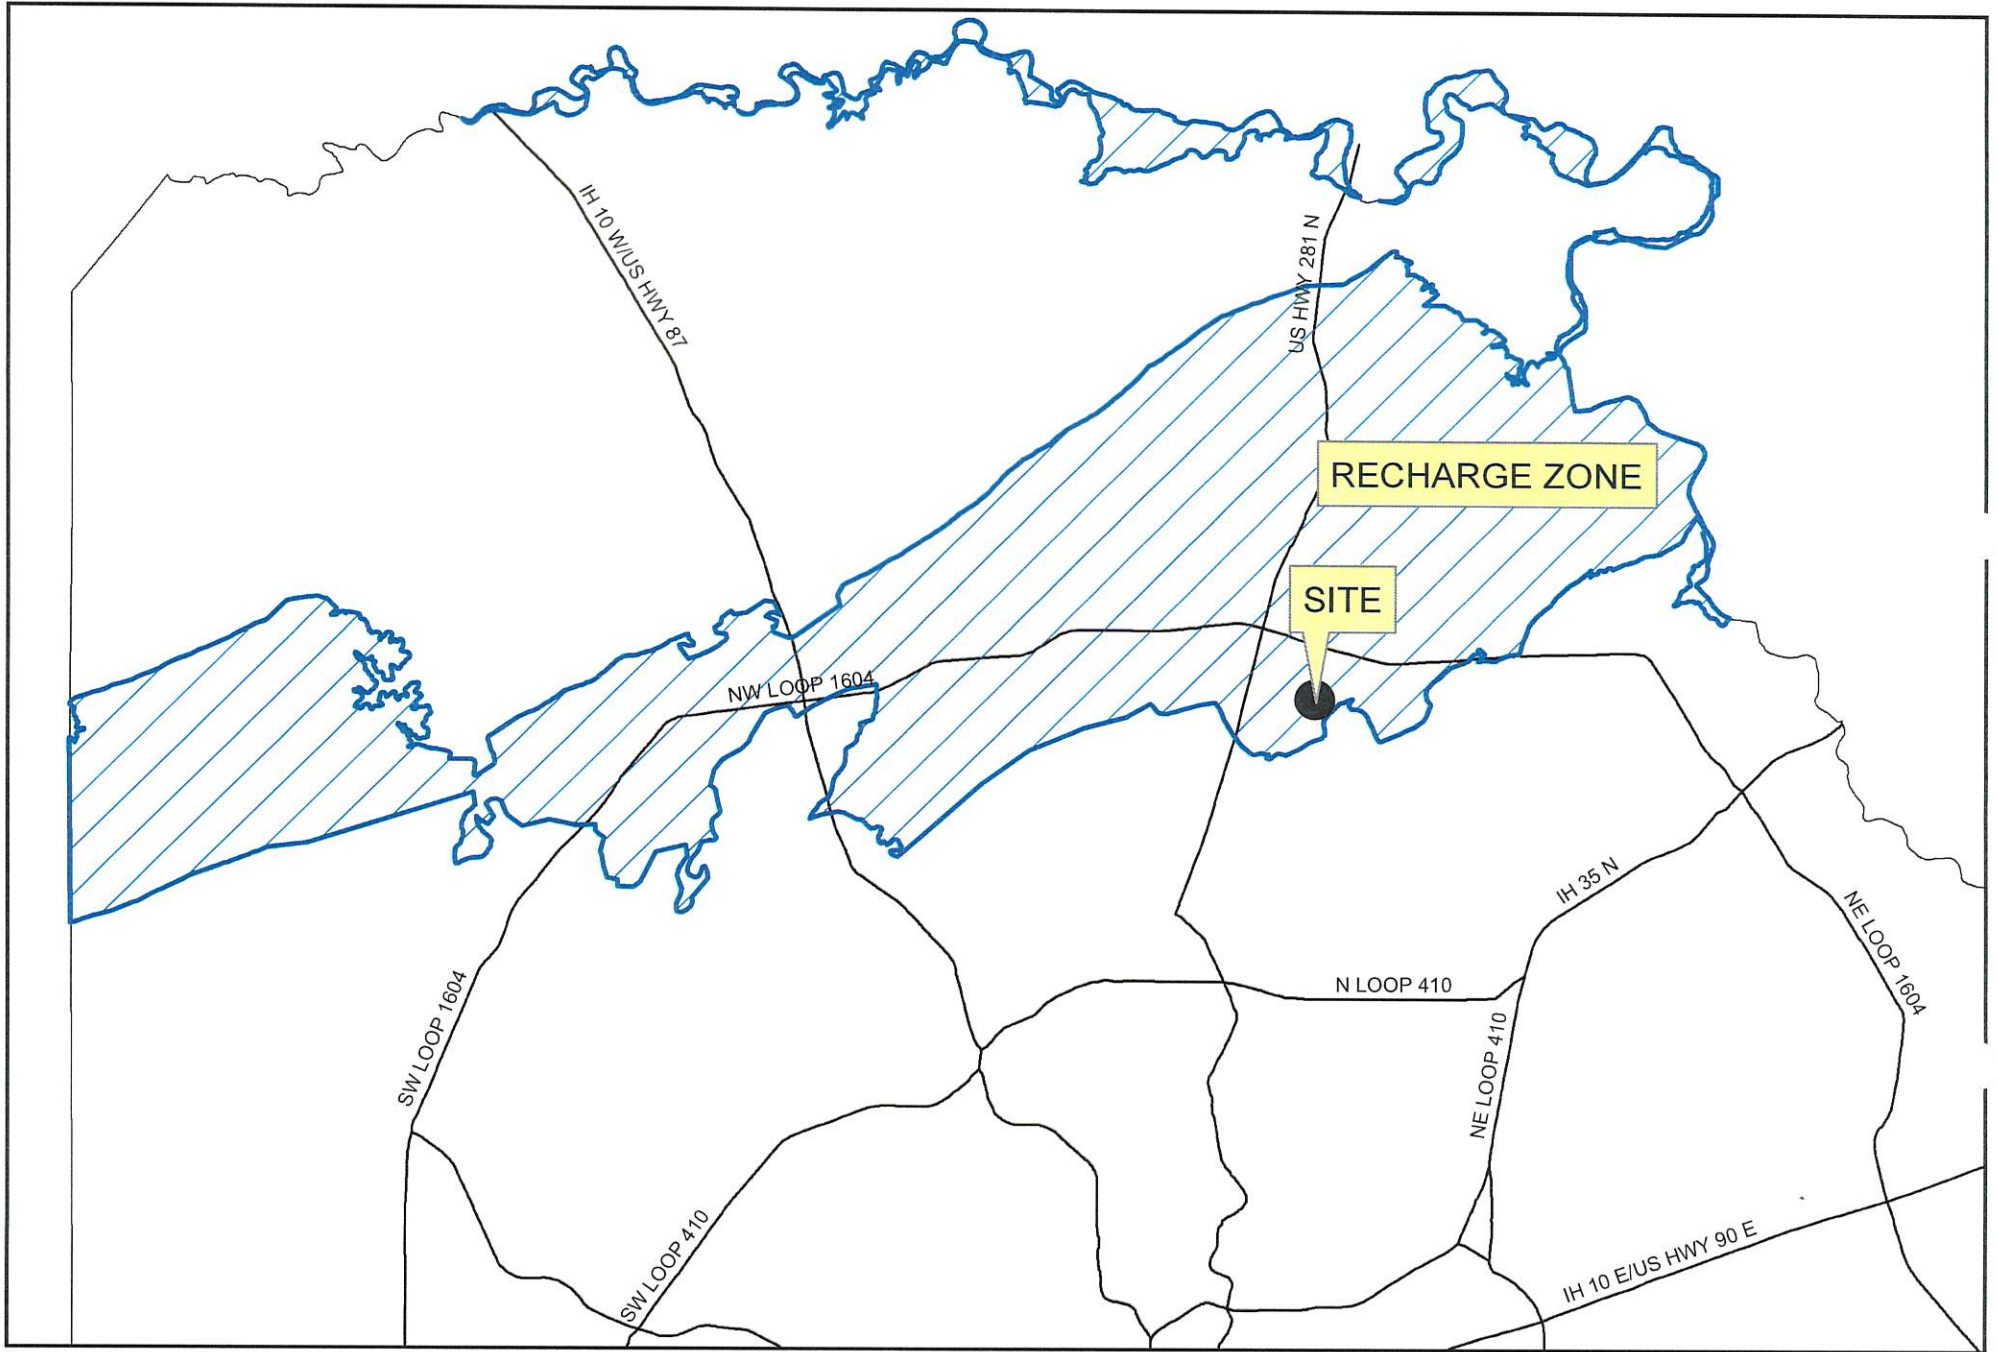 IH 10 W/US HWY 87
US HWY 281 N
RECHARGE ZONE
SITE
NW LOOP 1604
IH 35 N
NE LOOP 1604
N LOOP 410
SW LOOP 1604
NE LOOP 410
SW LOOP 410
IH 10 E/US HWY 90 E